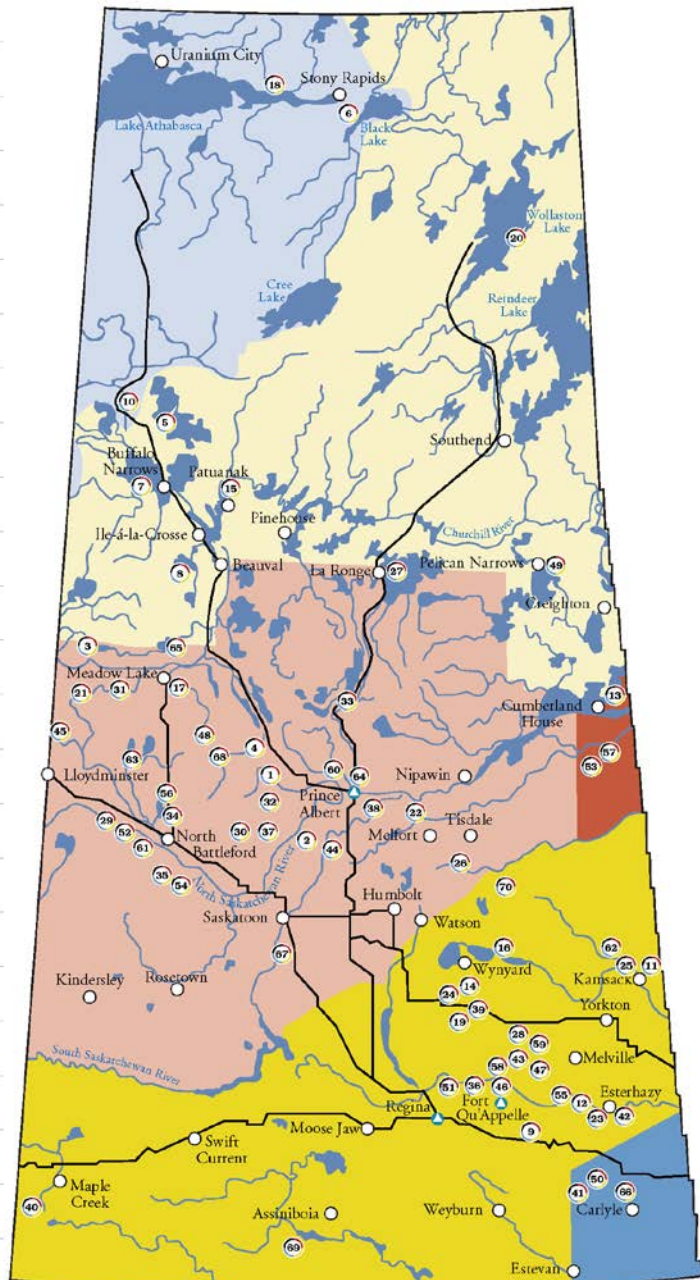 Uranium City
18
Stony Rapids
6
Lake Athabasca
Black
Lake
Wollaston
Lake
20
Cree
Lake
Reindeer
Lake
10
5
Southend
Buffalo
Narrows
7
Patuanak
15
Pinehouse
Ile-á-la-Crosse
Churchill River
8
Beauval
La Ronge
27
Pelican Narrows
49
Creighton
3
65
Meadow Lake
21
31
17
33
13
Cumberland
House
45
48
68
4
57
53
63
Lloydminster
1
60
64
Nipawin
56
32
Prince
Albert
38
22
34
29
52
61
North
Battleford
30
37
2
44
Melfort
Tisdale
26
35
54
North Saskatchewan River
70
Humbolt
Saskatoon
Watson
67
16
62
Wynyard
25
11
Kamsack
Kindersley
Rosetown
14
24
39
19
Yorkton
28
59
South Saskatchewan River
58
43
47
Melville
51
36
46
55
12
Esterhazy
Regina
Fort
Qu'Appelle
23
42
9
Moose Jaw
Swift
Current
Maple
Creek
40
50
41
66
Carlyle
Assiniboia
Weyburn
69
Estevan